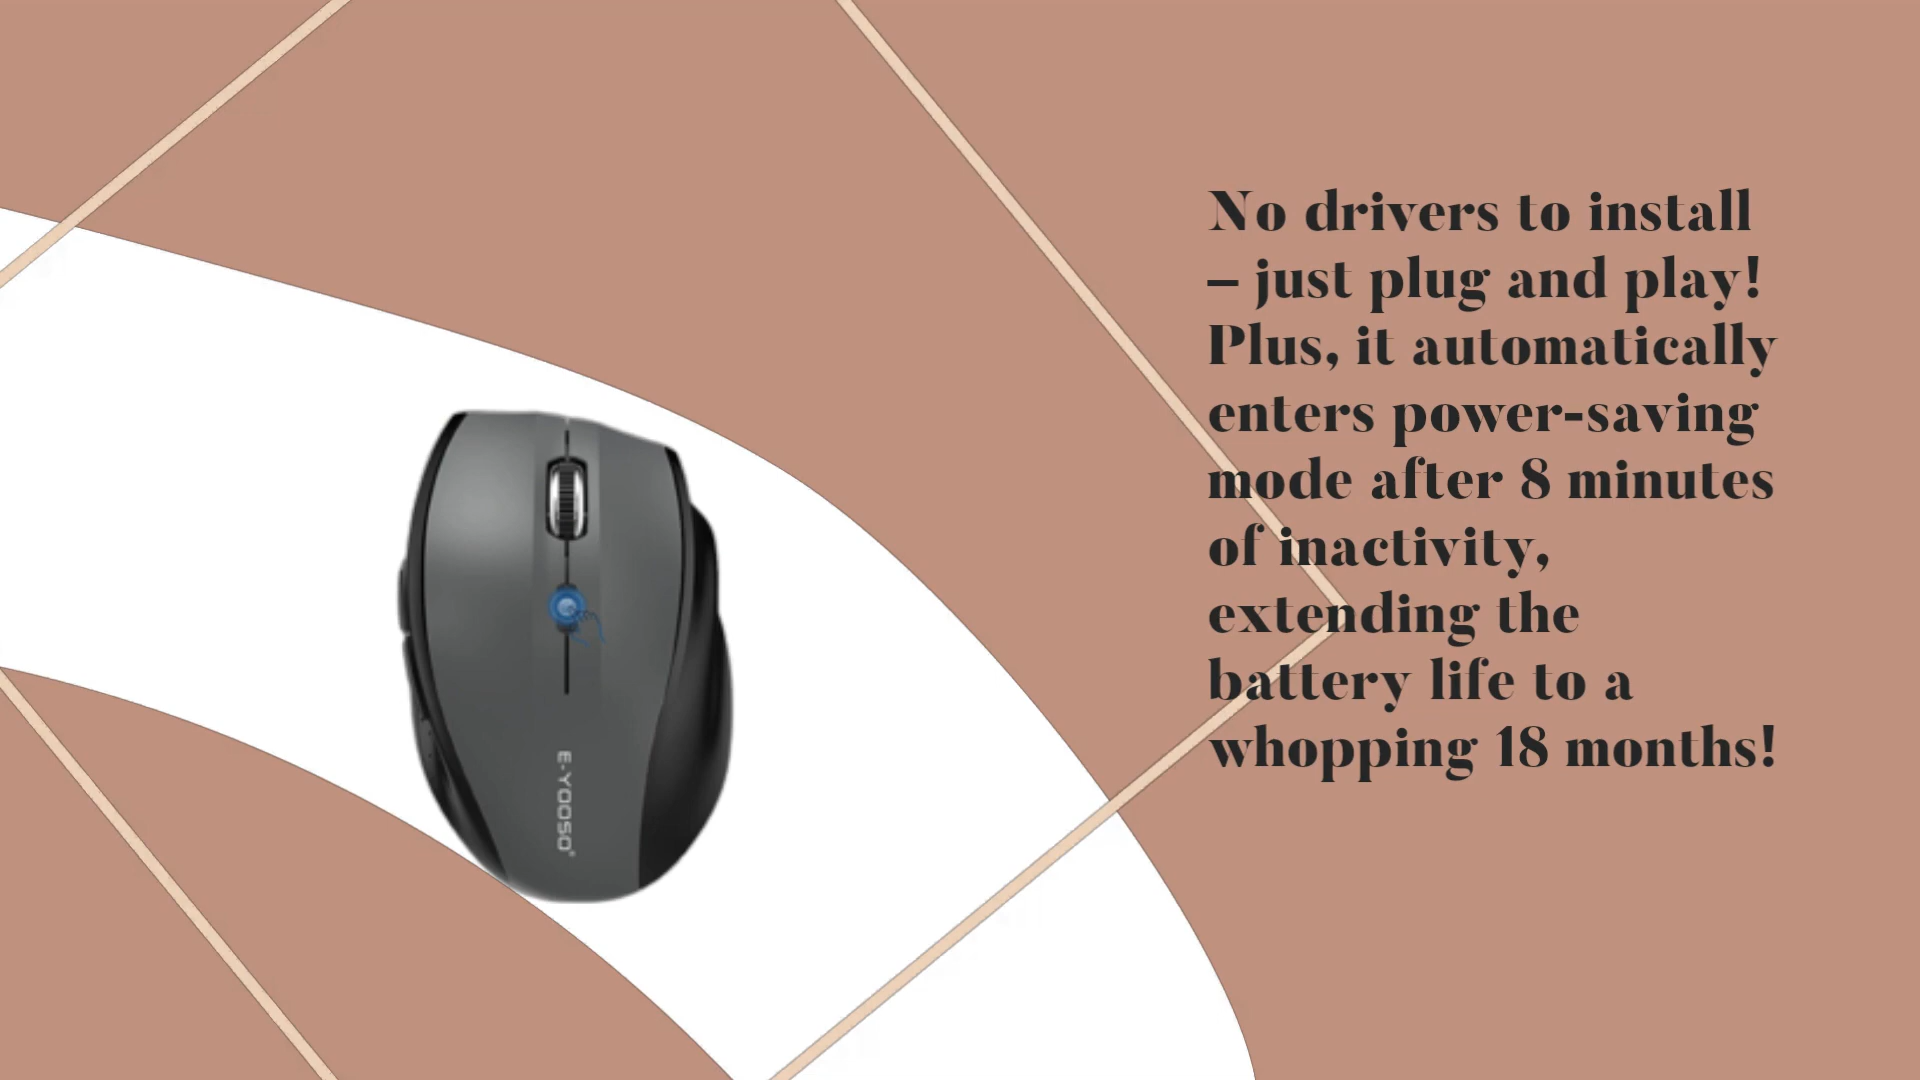 No drivers to install
– just plug and play!
Plus, it automatically
enters power-saving
mode after 8 minutes
of inactivity,
extending the
battery life to a
whopping 18 months!
E-YOOSO®